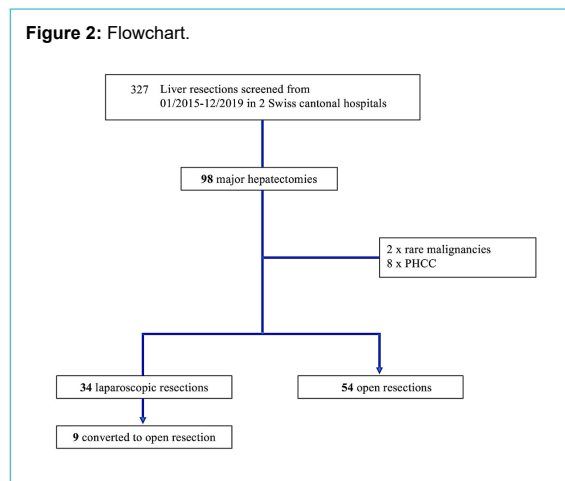 Figure 2: Flowchart.
327 Liver resections screened from
01/2015-12/2019 in 2 Swiss cantonal hospitals
98 major hepatectomies
2 x rare malignancies
8 x PHCC
34 laparoscopic resections
54 open resections
9 converted to open resection